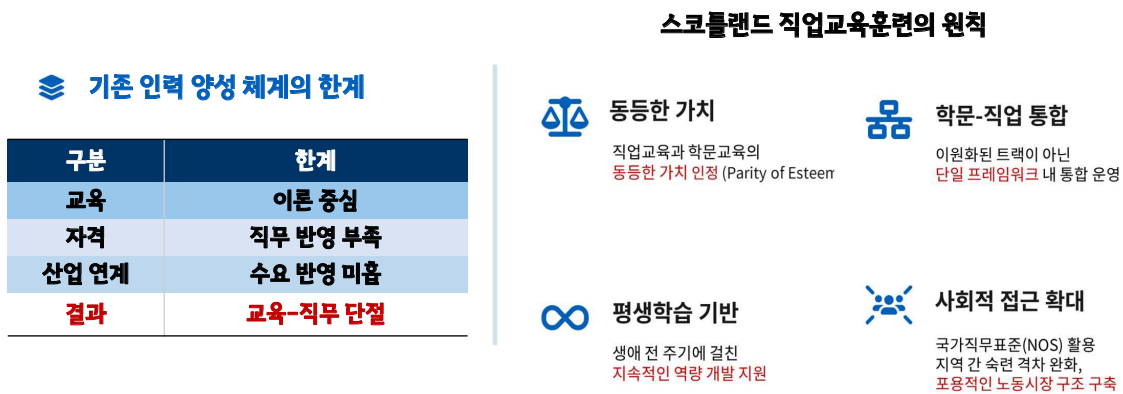 스코틀랜드 직업교육훈련의 원칙
기존 인력 양성 체계의 한계
구분 한계
교육 이론 중심
자격 직무 반영 부족
산업 연계 수요 반영 미흡
결과 교육-직무 단절
동등한 가치
직업교육과 학문교육의
동등한 가치 인정 (Parity of Esteem
학문-직업 통합
이원화된 트랙이 아닌
단일 프레임워크 내 통합 운영
평생학습 기반
생애 전 주기에 걸친
지속적인 역량 개발 지원
사회적 접근 확대
국가직무표준(NOS) 활용
지역 간 숙련 격차 완화,
포용적인 노동시장 구조 구축